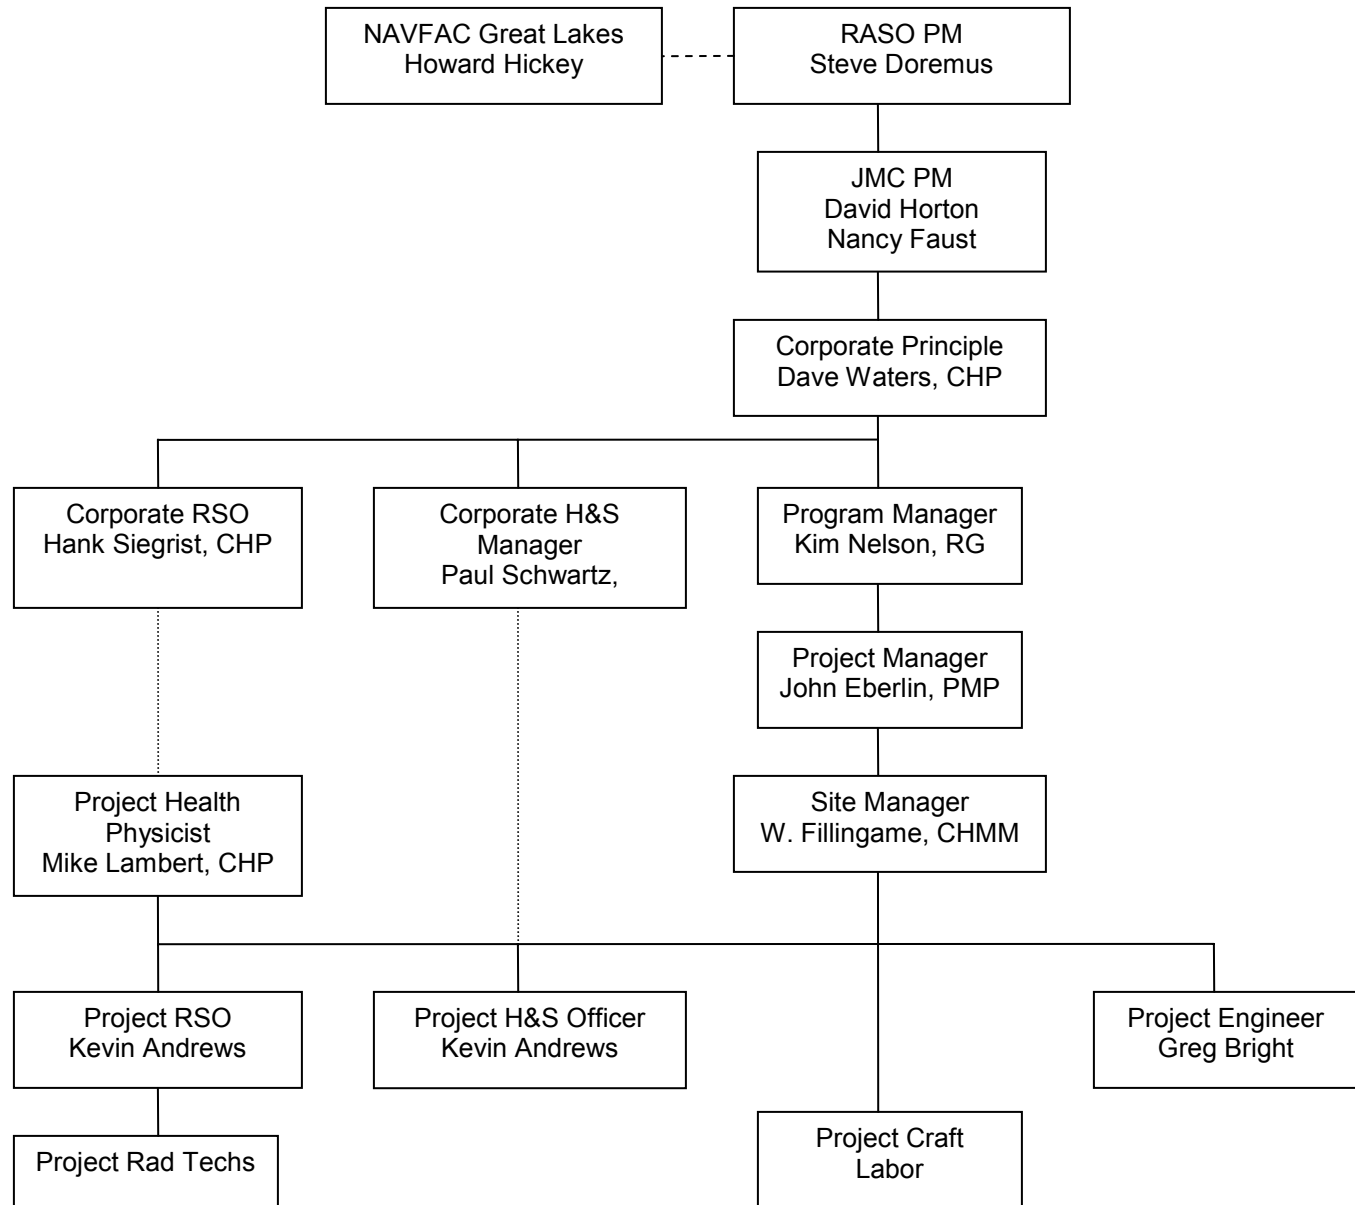 NAVFAC Great Lakes
Howard Hickey
RASO PM
Steve Doremus
JMC PM
David Horton
Nancy Faust
Corporate Principle
Dave Waters, CHP
Corporate RSO
Hank Siegrist, CHP
Corporate H&S
Manager
Paul Schwartz,
Program Manager
Kim Nelson, RG
Project Manager
John Eberlin, PMP
Project Health
Physicist
Mike Lambert, CHP
Site Manager
W. Fillingame, CHMM
Project RSO
Kevin Andrews
Project H&S Officer
Kevin Andrews
Project Engineer
Greg Bright
Project Rad Techs
Project Craft
Labor